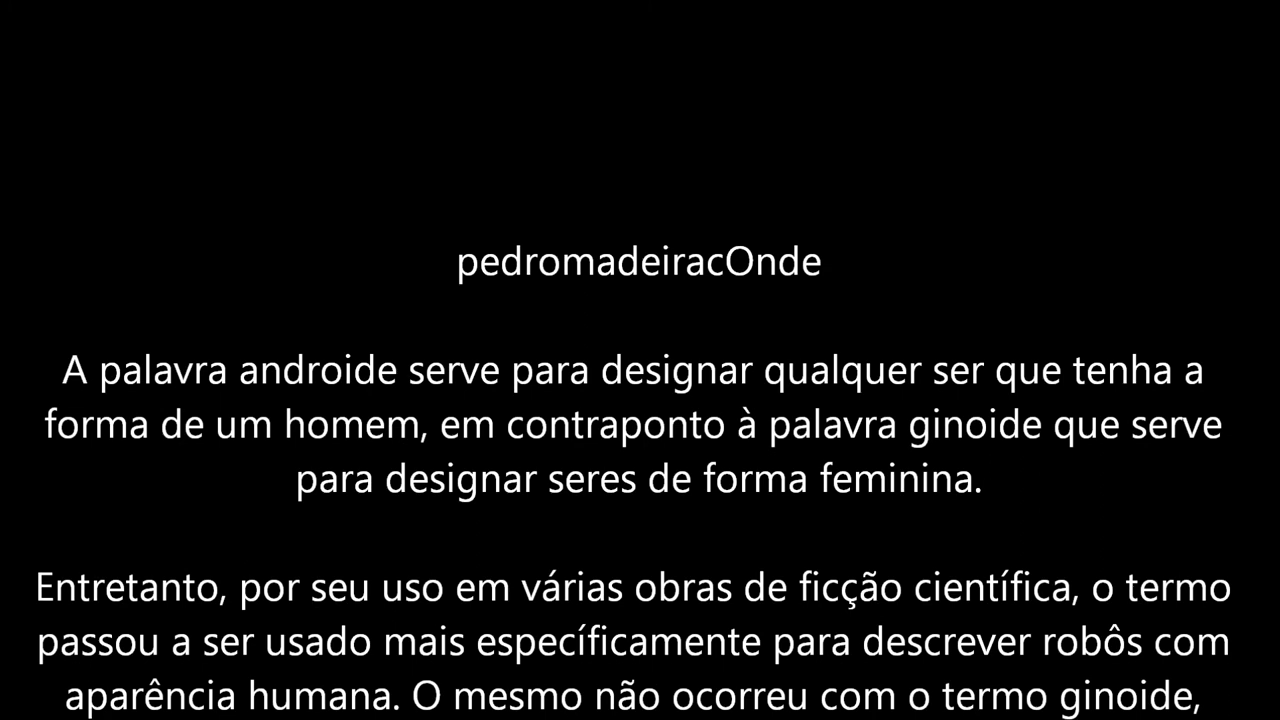 pedromadeiracOnde
A palavra androide serve para designar qualquer ser que tenha a
forma de um homem, em contraponto à palavra ginoide que serve
para designar seres de forma feminina.
Entretanto, por seu uso em várias obras de ficção científica, o termo
passou a ser usado mais específicamente para descrever robôs com
aparência humana. O mesmo não ocorreu com o termo ginoide,